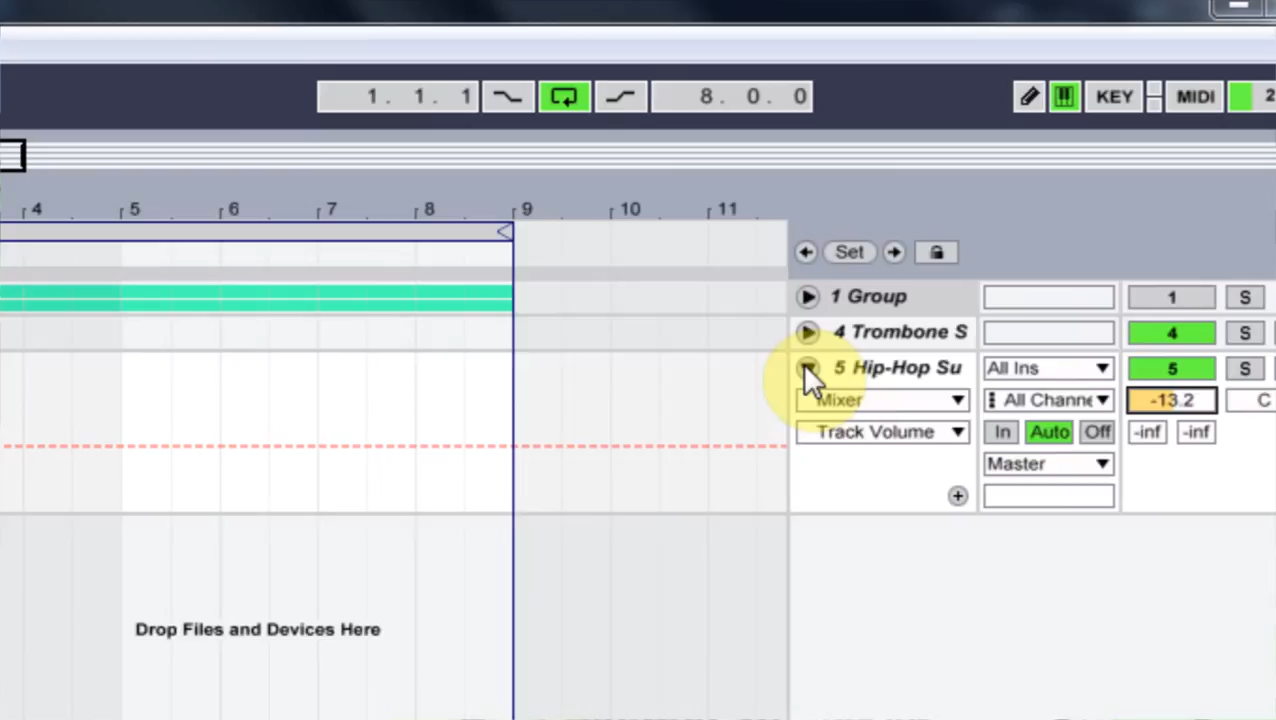 1. 1. 1 8. 0. 0 KEY MIDI 2
4 5 6 7 8 9 10 11
Set
1 Group 1 S
4 Trombone S 4 S
5 Hip-Hop Su All Ins 5 S
Mixer All Channe -13.2 C
Track Volume In Auto Off -inf -inf
Master
Drop Files and Devices Here